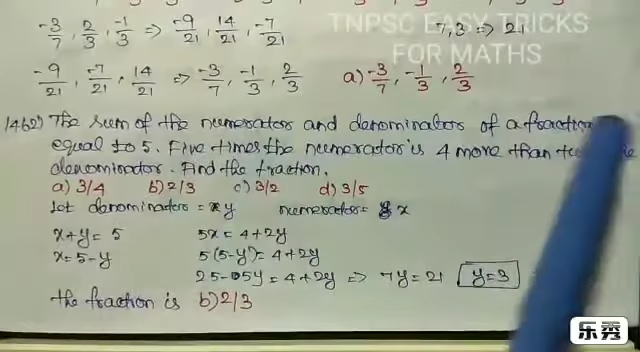 -3/7, 2/3, -1/3 => -9/21, 14/21, -7/21 7,3 => 21
TNPSC EASY TRICKS
FOR MATHS
-9/21, -7/21, 14/21 => -3/7, -1/3, 2/3 a) -3/7, -1/3, 2/3
1462) The sum of the numerator and denominator of a fraction
equal to 5. Five times the numerator is 4 more than
denominator. Find the fraction.
a) 3/4 b) 2/3 c) 3/2 d) 3/5
Let denominator = y numerator = x
x+y = 5 5x = 4+2y
x = 5-y 5(5-y) = 4+2y
25-5y = 4+2y => 7y = 21 y=3
the fraction is b) 2/3
乐秀